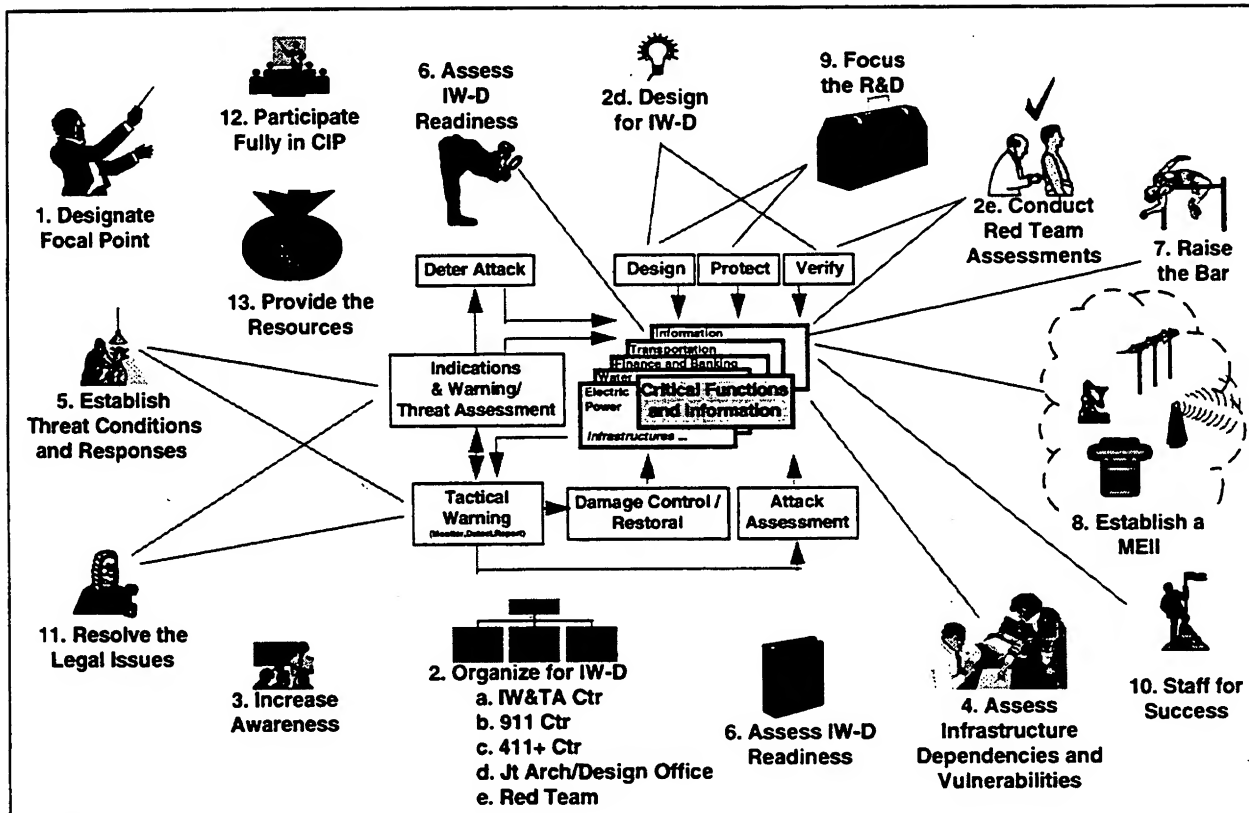 12. Participate
Fully in CIP
6. Assess
IW-D
Readiness
2d. Design
for IW-D
9. Focus
the R&D
1. Designate
Focal Point
13. Provide the
Resources
2e. Conduct
Red Team
Assessments
7. Raise
the Bar
Deter Attack
Design
Protect
Verify
5. Establish
Threat Conditions
and Responses
Indications
& Warning/
Threat Assessment
Information
Transportation
Finance and Banking
Water
Electric
Power
Critical Functions
and Information
Infrastructures ...
Tactical
Warning
(Monitor,Detect,Report)
Damage Control /
Restoral
Attack
Assessment
8. Establish a
MEII
11. Resolve the
Legal Issues
3. Increase
Awareness
2. Organize for IW-D
a. IW&TA Ctr
b. 911 Ctr
c. 411+ Ctr
d. Jt Arch/Design Office
e. Red Team
6. Assess IW-D
Readiness
4. Assess
Infrastructure
Dependencies and
Vulnerabilities
10. Staff for
Success